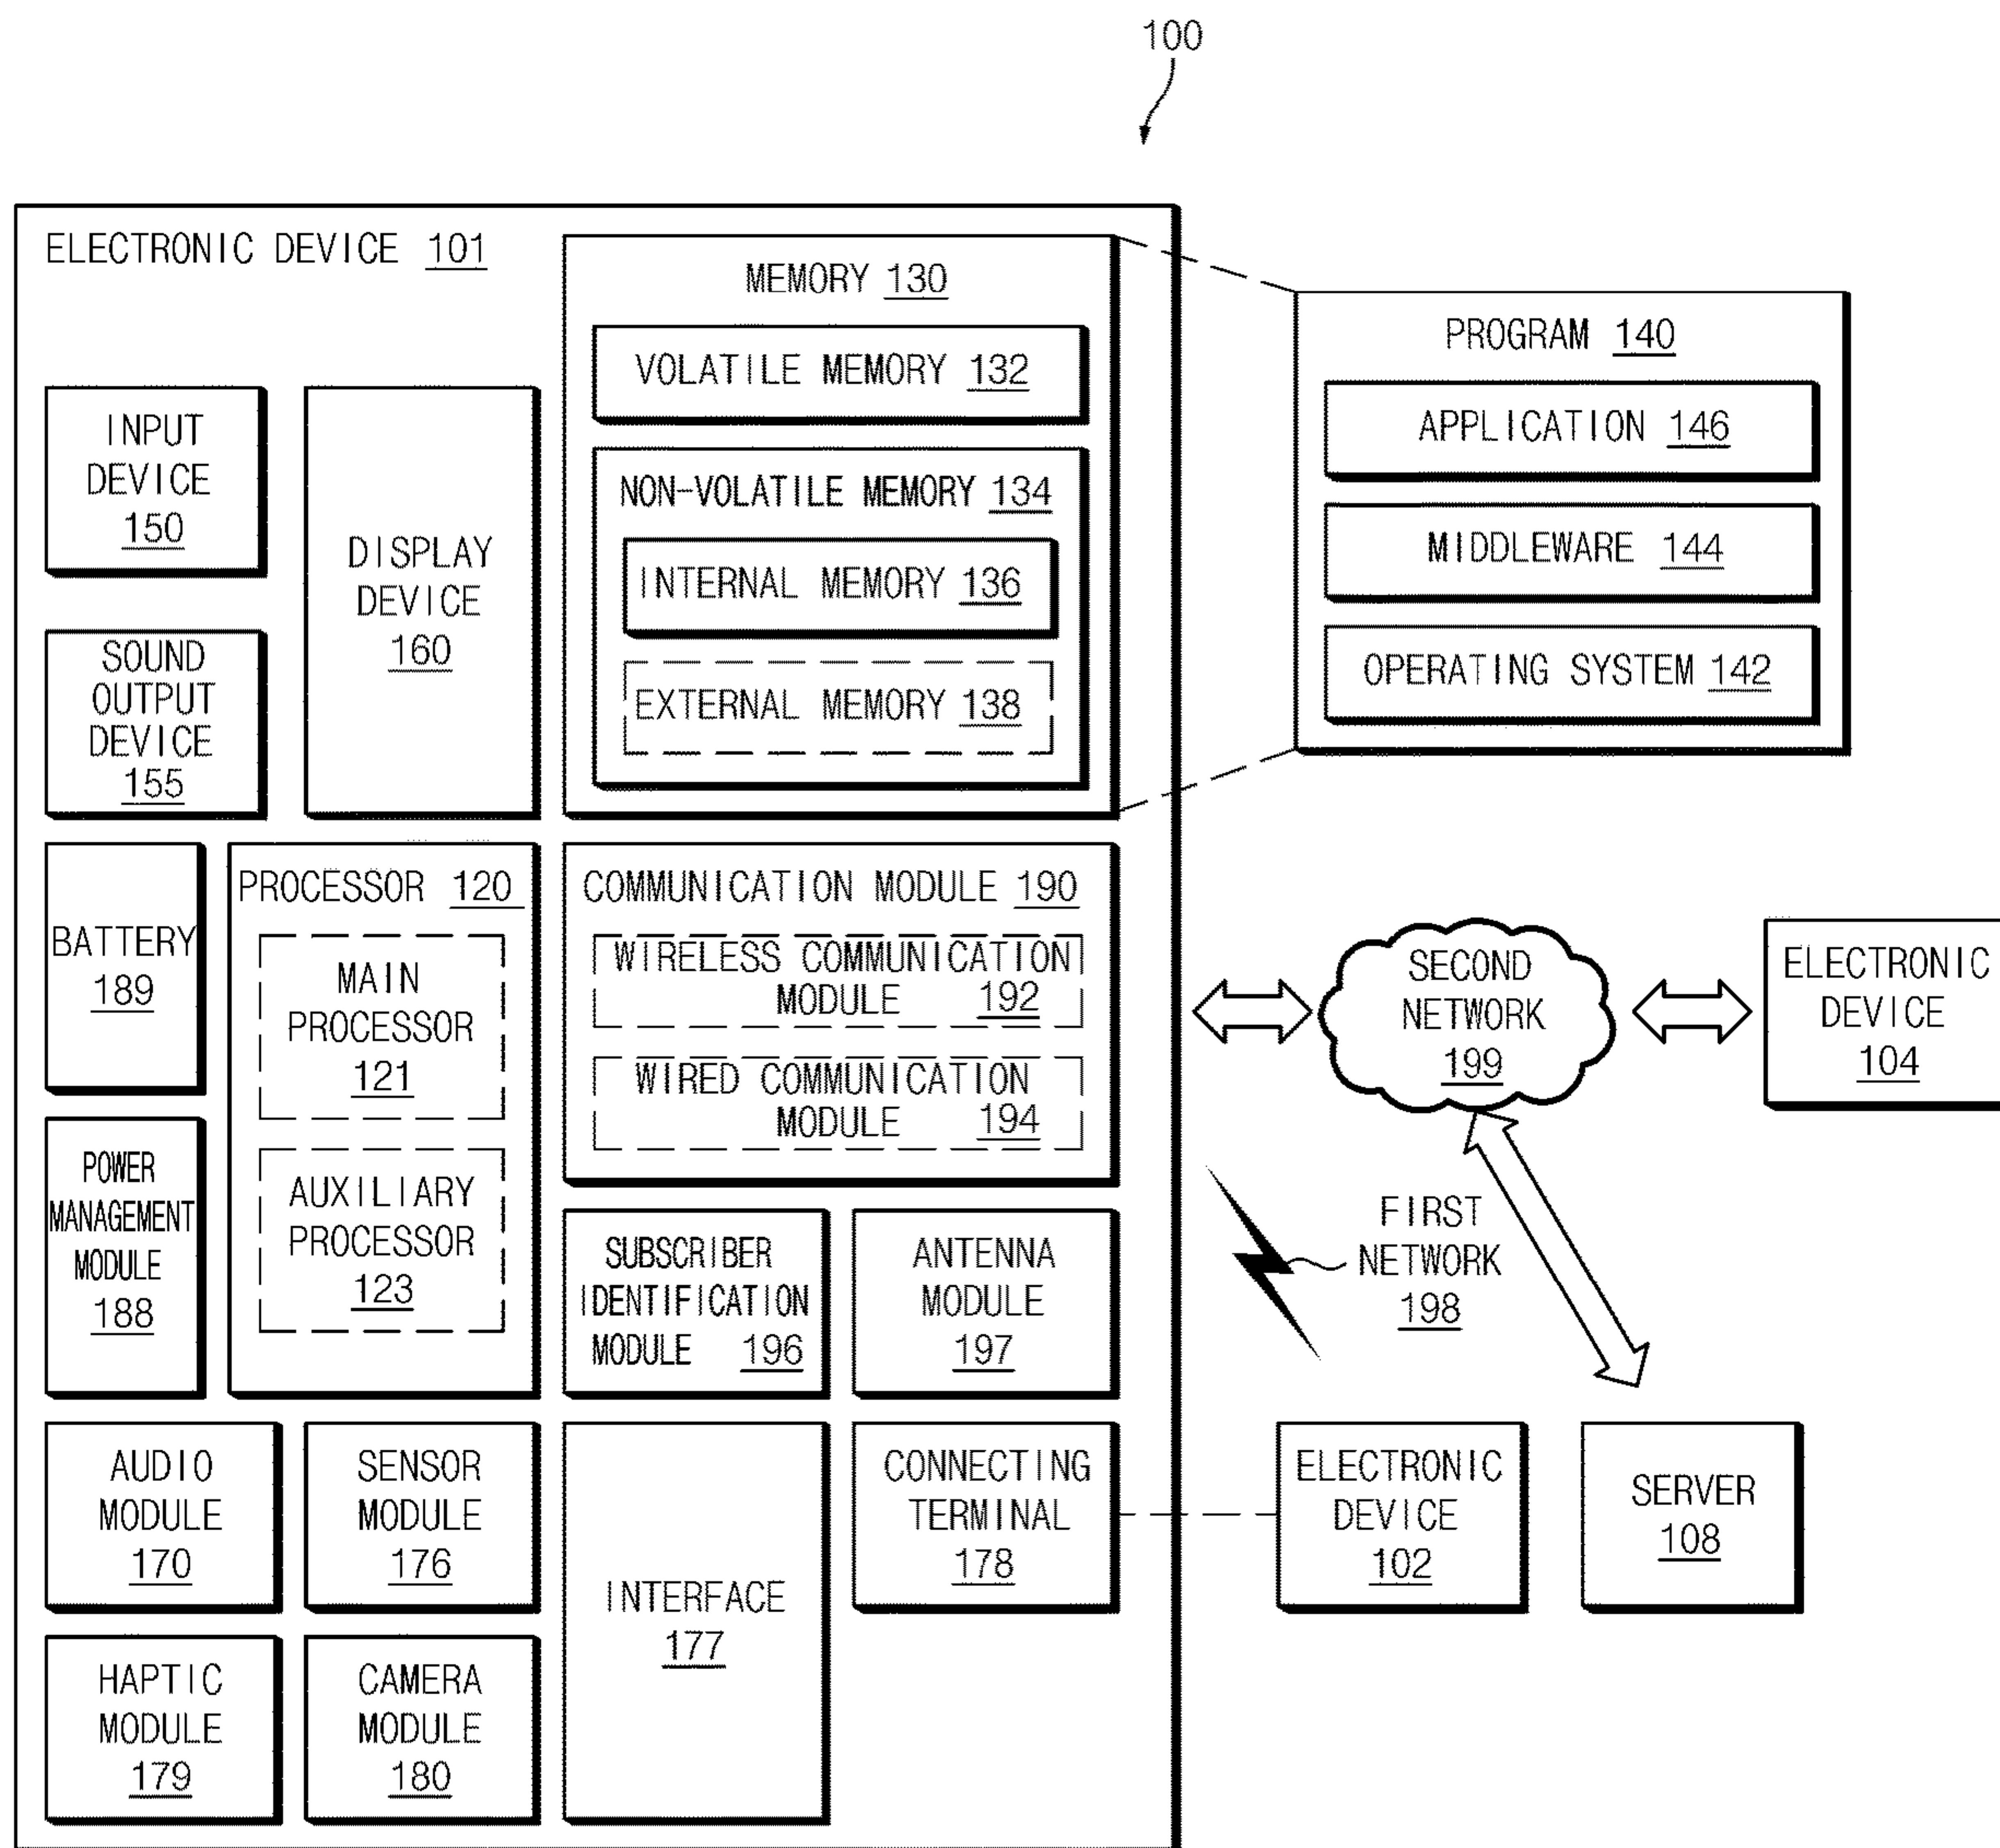 100
ELECTRONIC DEVICE 101
MEMORY 130
VOLATILE MEMORY 132
NON-VOLATILE MEMORY 134
INTERNAL MEMORY 136
EXTERNAL MEMORY 138
PROGRAM 140
APPLICATION 146
MIDDLEWARE 144
OPERATING SYSTEM 142
INPUT
DEVICE
150
DISPLAY
DEVICE
160
SOUND
OUTPUT
DEVICE
155
BATTERY
189
PROCESSOR 120
MAIN
PROCESSOR
121
AUXILIARY
PROCESSOR
123
COMMUNICATION MODULE 190
WIRELESS COMMUNICATION
MODULE 192
WIRED COMMUNICATION
MODULE 194
SECOND
NETWORK
199
ELECTRONIC
DEVICE
104
POWER
MANAGEMENT
MODULE
188
SUBSCRIBER
IDENTIFICATION
MODULE 196
ANTENNA
MODULE
197
FIRST
NETWORK
198
AUDIO
MODULE
170
SENSOR
MODULE
176
INTERFACE
177
CONNECTING
TERMINAL
178
ELECTRONIC
DEVICE
102
SERVER
108
HAPTIC
MODULE
179
CAMERA
MODULE
180